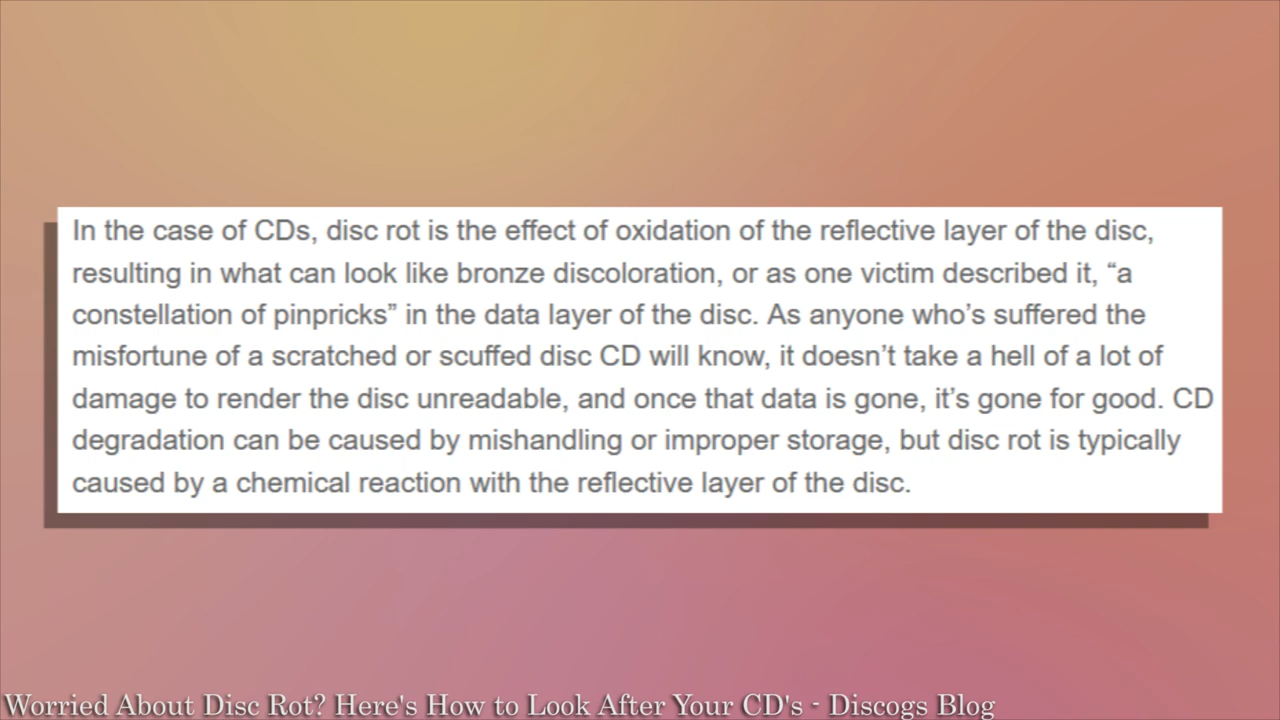 In the case of CDs, disc rot is the effect of oxidation of the reflective layer of the disc,
resulting in what can look like bronze discoloration, or as one victim described it, “a
constellation of pinpricks” in the data layer of the disc. As anyone who’s suffered the
misfortune of a scratched or scuffed disc CD will know, it doesn’t take a hell of a lot of
damage to render the disc unreadable, and once that data is gone, it’s gone for good. CD
degradation can be caused by mishandling or improper storage, but disc rot is typically
caused by a chemical reaction with the reflective layer of the disc.
Worried About Disc Rot? Here's How to Look After Your CD's - Discogs Blog